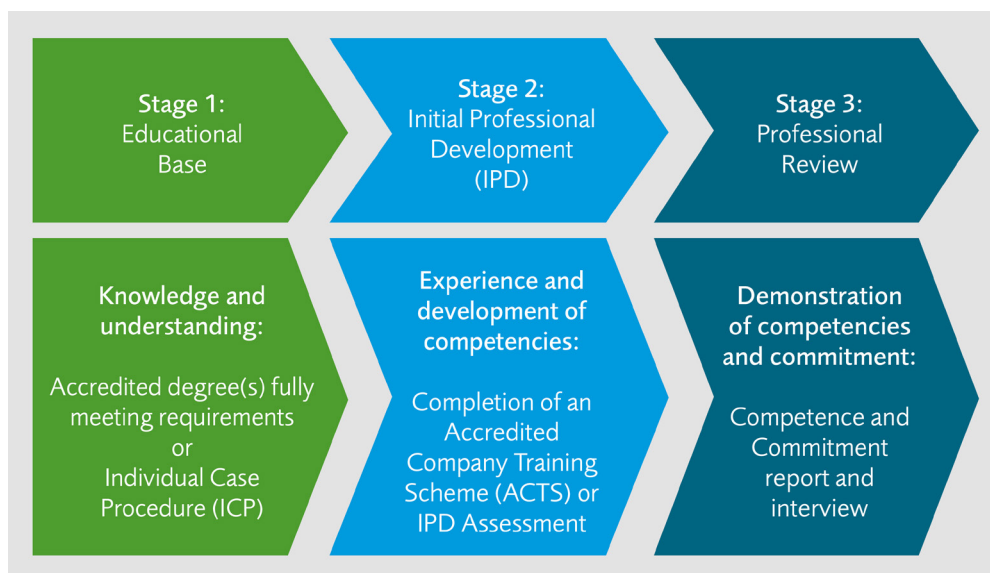 Stage 1:
Educational
Base
Stage 2:
Initial Professional
Development
(IPD)
Stage 3:
Professional
Review
Knowledge and
understanding:
Accredited degree(s) fully
meeting requirements
or
Individual Case
Procedure (ICP)
Experience and
development of
competencies:
Completion of an
Accredited
Company Training
Scheme (ACTS) or
IPD Assessment
Demonstration
of competencies
and commitment:
Competence and
Commitment
report and
interview